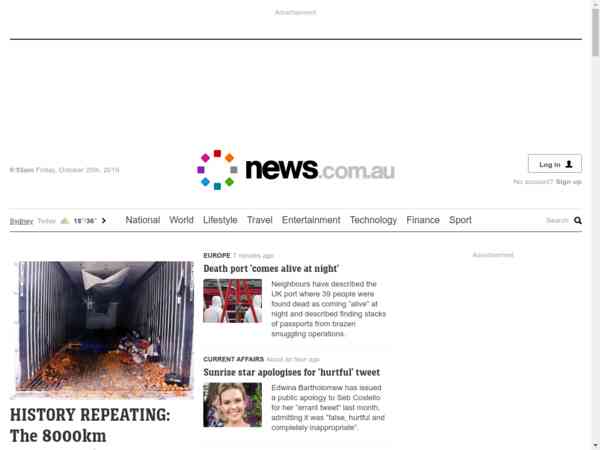 Advertisement
9:53am Friday, October 25th, 2019
news.com.au
Log in
No account? Sign up
Sydney Today 18°/36°
National World Lifestyle Travel Entertainment Technology Finance Sport
Search
EUROPE 7 minutes ago
Death port 'comes alive at night'
Neighbours have described the
UK port where 39 people were
found dead as coming "alive" at
night and described finding stacks
of passports from brazen
smuggling operations.
Advertisement
CURRENT AFFAIRS About an hour ago
Sunrise star apologises for 'hurtful' tweet
Edwina Bartholomew has issued
a public apology to Seb Costello
for her "errant tweet" last month,
admitting it was "false, hurtful and
completely inappropriate".
HISTORY REPEATING:
The 8000km